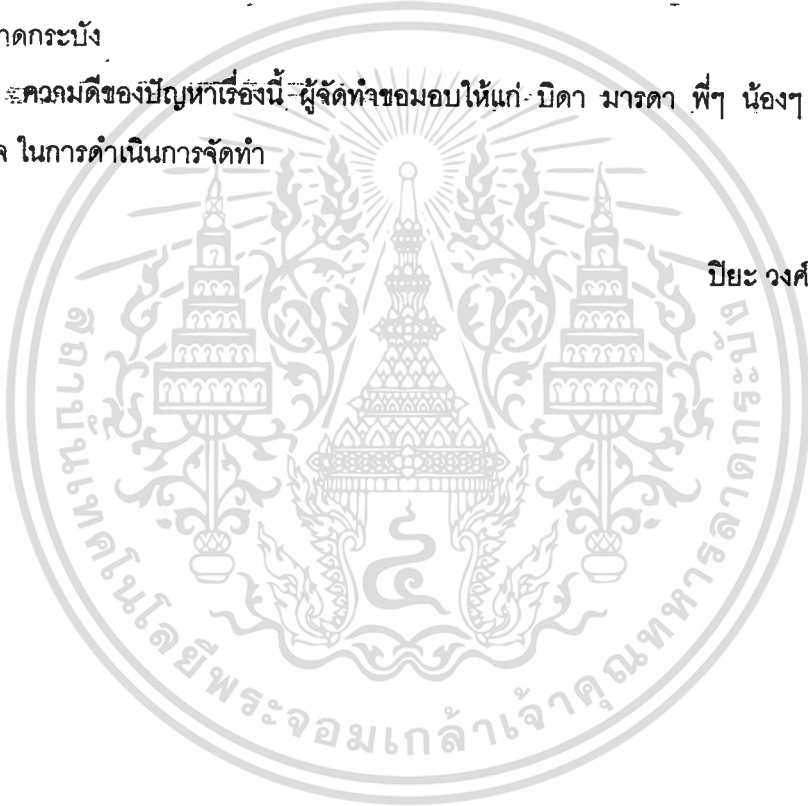 าดกระบัง
ความดีของปัญหาเรื่องนี้ ผู้จัดทำขอมอบให้แก่ บิดา มารดา พี่ๆ น้องๆ
จ ในการดำเนินการจัดทำ
ปิยะ วงศ์
สถาบันเทคโนโลยีพระจอมเกล้าเจ้าคุณทหารลาดกระบัง
๔